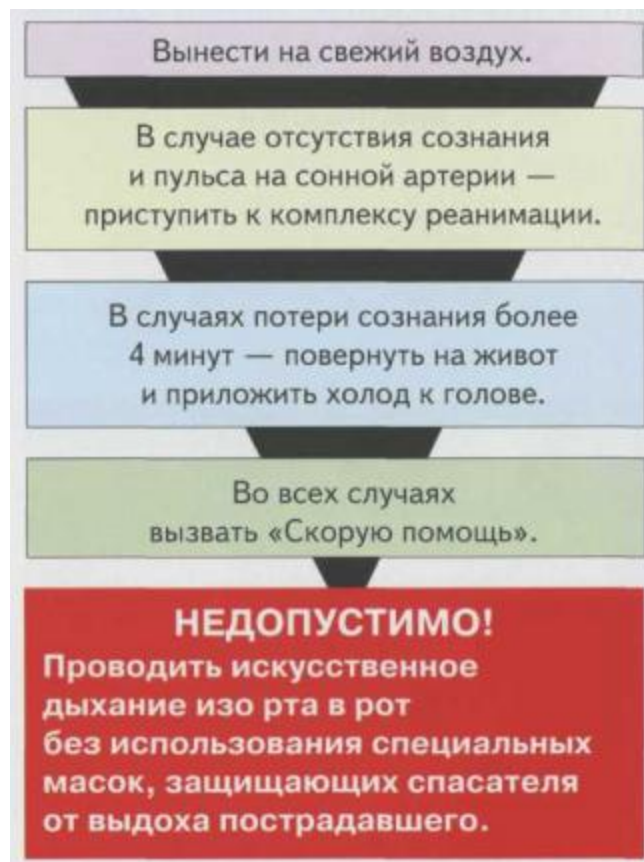 Вынести на свежий воздух.
В случае отсутствия сознания
и пульса на сонной артерии —
приступить к комплексу реанимации.
В случаях потери сознания более
4 минут — повернуть на живот
и приложить холод к голове.
Во всех случаях
вызвать «Скорую помощь».
НЕДОПУСТИМО!
Проводить искусственное
дыхание изо рта в рот
без использования специальных
масок, защищающих спасателя
от выдоха пострадавшего.